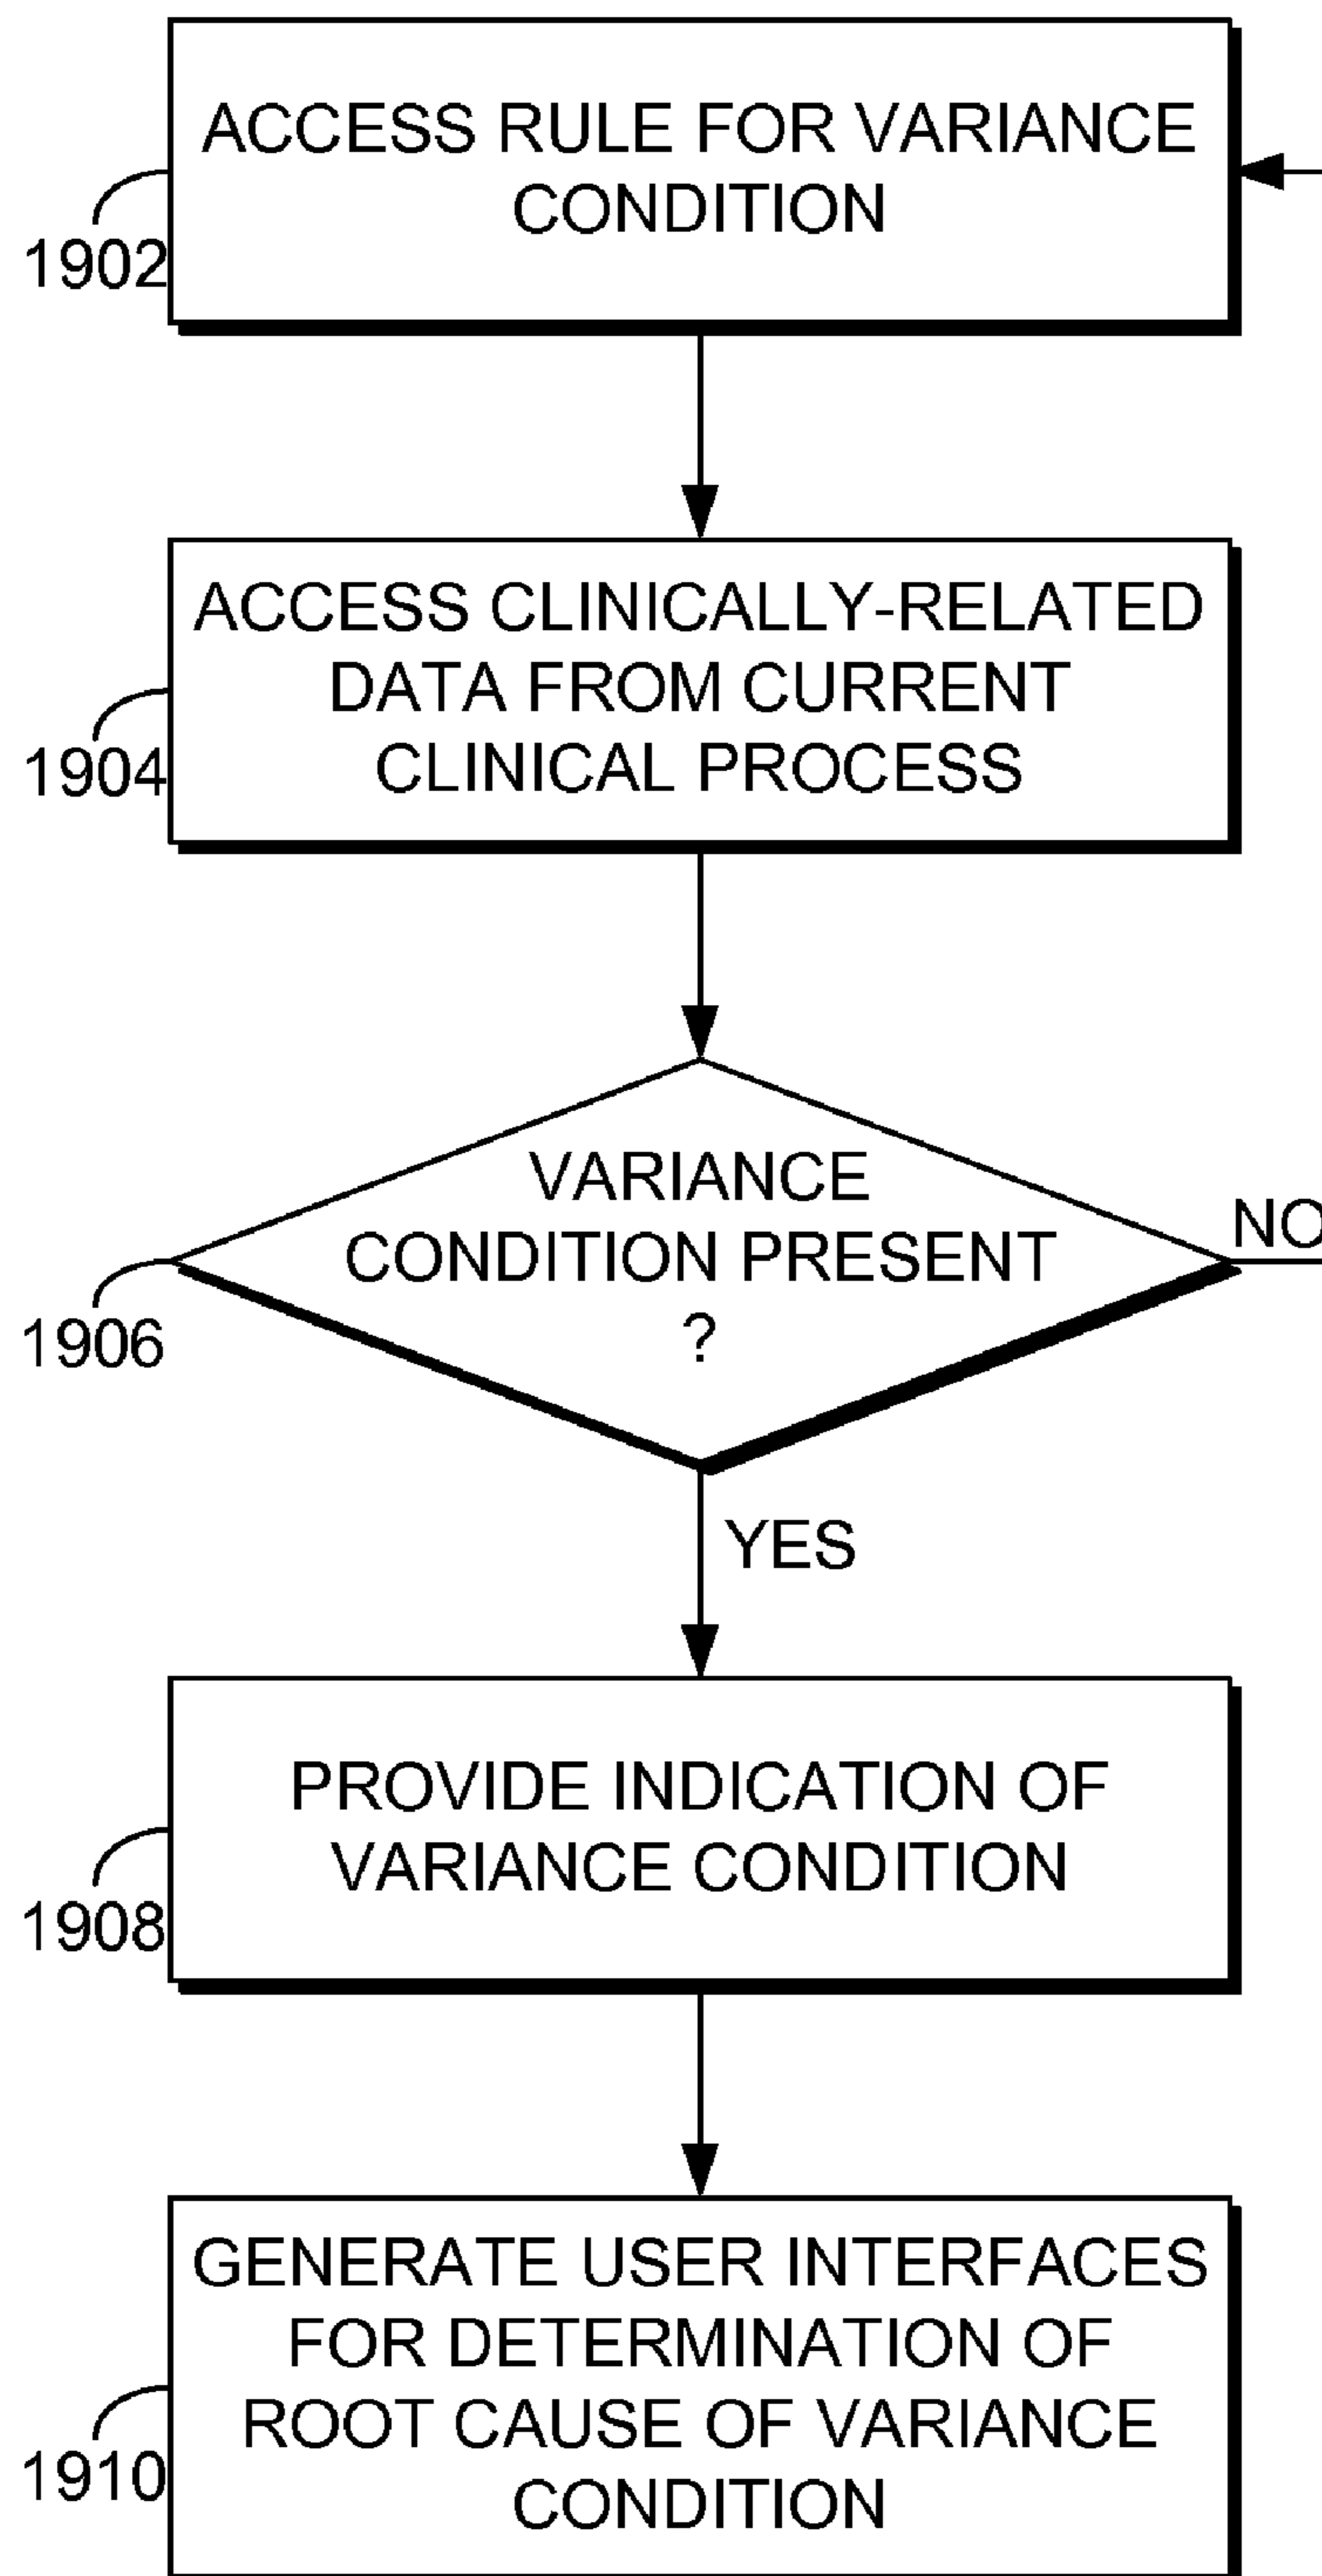 ACCESS RULE FOR VARIANCE
CONDITION
1902
ACCESS CLINICALLY-RELATED
DATA FROM CURRENT
CLINICAL PROCESS
1904
VARIANCE
CONDITION PRESENT
?
NO
1906
YES
PROVIDE INDICATION OF
VARIANCE CONDITION
1908
GENERATE USER INTERFACES
FOR DETERMINATION OF
ROOT CAUSE OF VARIANCE
CONDITION
1910